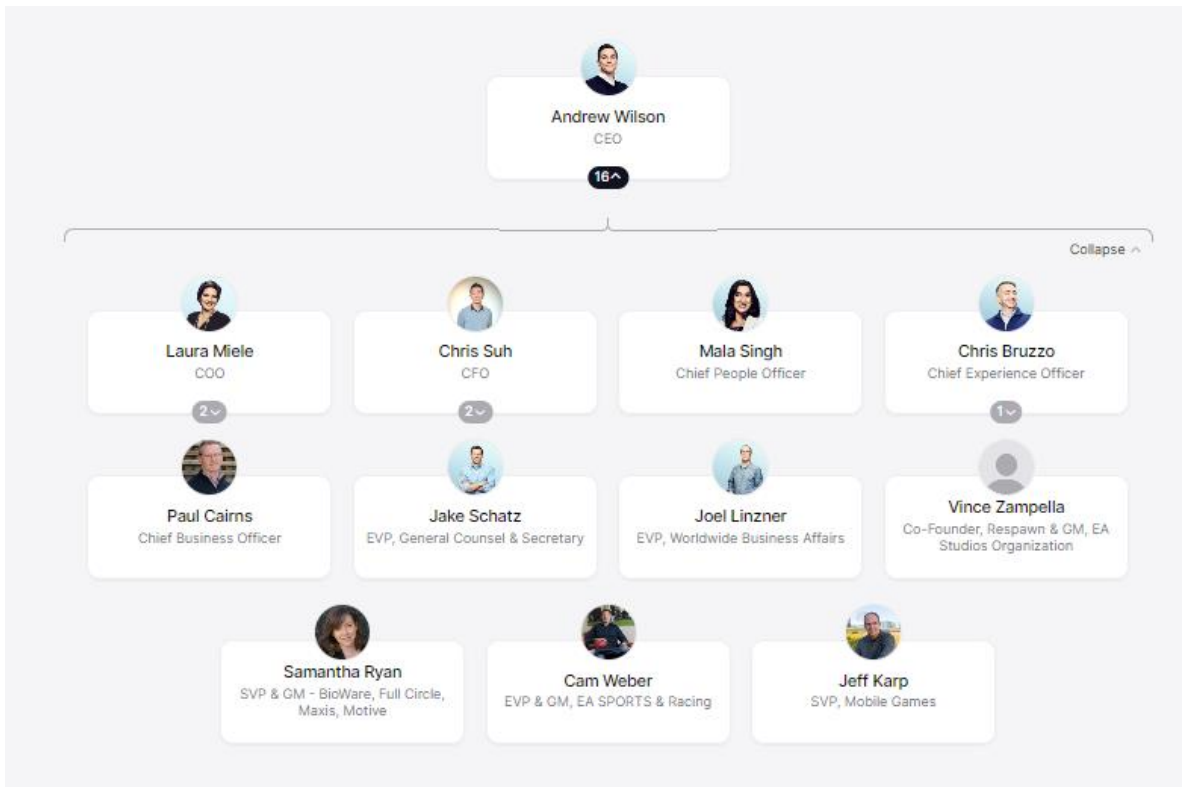 Andrew Wilson
CEO
16
Collapse
Laura Miele
COO
2
Chris Suh
CFO
2
Mala Singh
Chief People Officer
Chris Bruzzo
Chief Experience Officer
1
Paul Cairns
Chief Business Officer
Jake Schatz
EVP, General Counsel & Secretary
Joel Linzner
EVP, Worldwide Business Affairs
Vince Zampella
Co-Founder, Respawn & GM, EA
Studios Organization
Samantha Ryan
SVP & GM - BioWare, Full Circle,
Maxis, Motive
Cam Weber
EVP & GM, EA SPORTS & Racing
Jeff Karp
SVP, Mobile Games